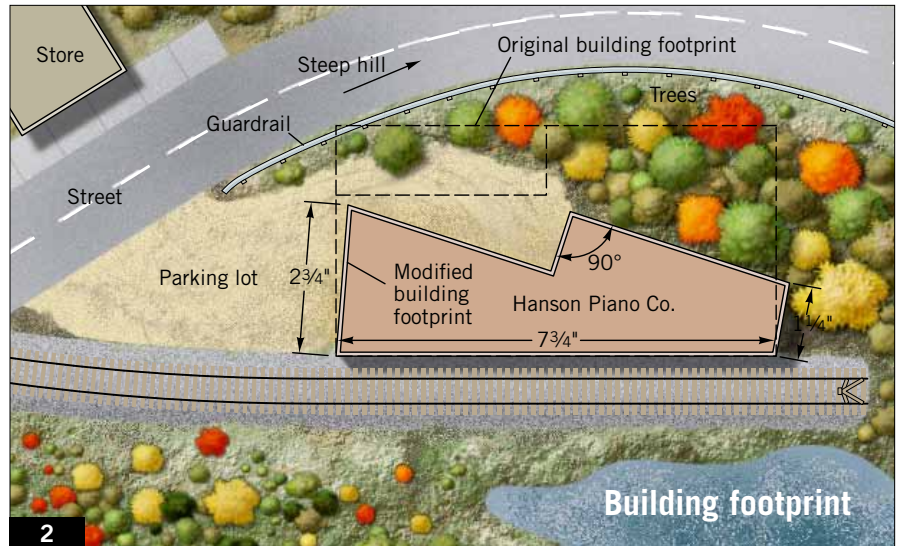 Store
Steep hill
Original building footprint
Trees
Guardrail
Street
Parking lot
2¾"
Modified
building
footprint
90°
Hanson Piano Co.
7¾"
1¼"
Building footprint
2